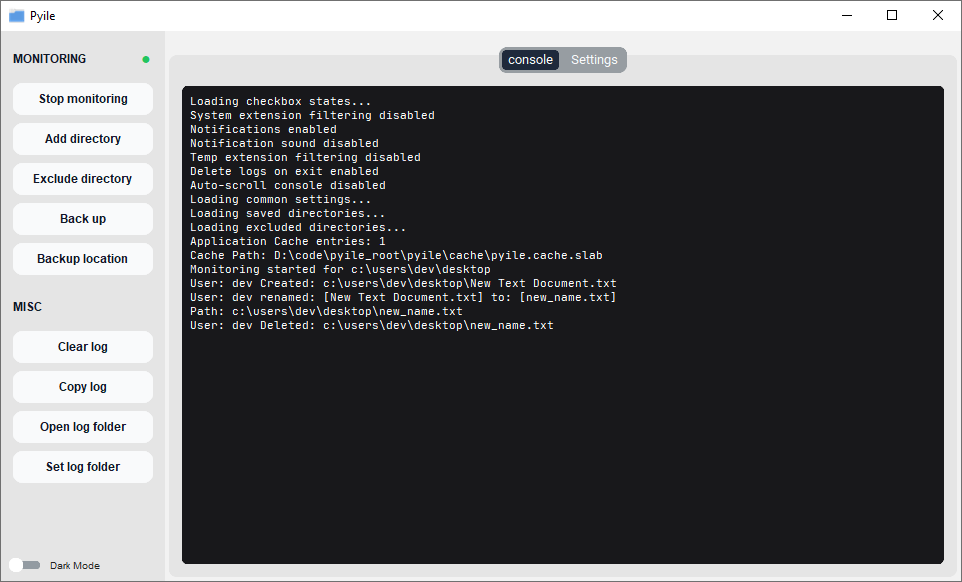 Pyile
MONITORING
Stop monitoring
Add directory
Exclude directory
Back up
Backup location
MISC
Clear log
Copy log
Open log folder
Set log folder
Dark Mode
console
Settings
Loading checkbox states...
System extension filtering disabled
Notifications enabled
Notification sound disabled
Temp extension filtering disabled
Delete logs on exit enabled
Auto-scroll console disabled
Loading common settings...
Loading saved directories...
Loading excluded directories...
Application Cache entries: 1
Cache Path: D:\code\pyile_root\pyile\cache\pyile.cache.slab
Monitoring started for c:\users\dev\desktop
User: dev Created: c:\users\dev\desktop\New Text Document.txt
User: dev renamed: [New Text Document.txt] to: [new_name.txt]
Path: c:\users\dev\desktop\new_name.txt
User: dev Deleted: c:\users\dev\desktop\new_name.txt